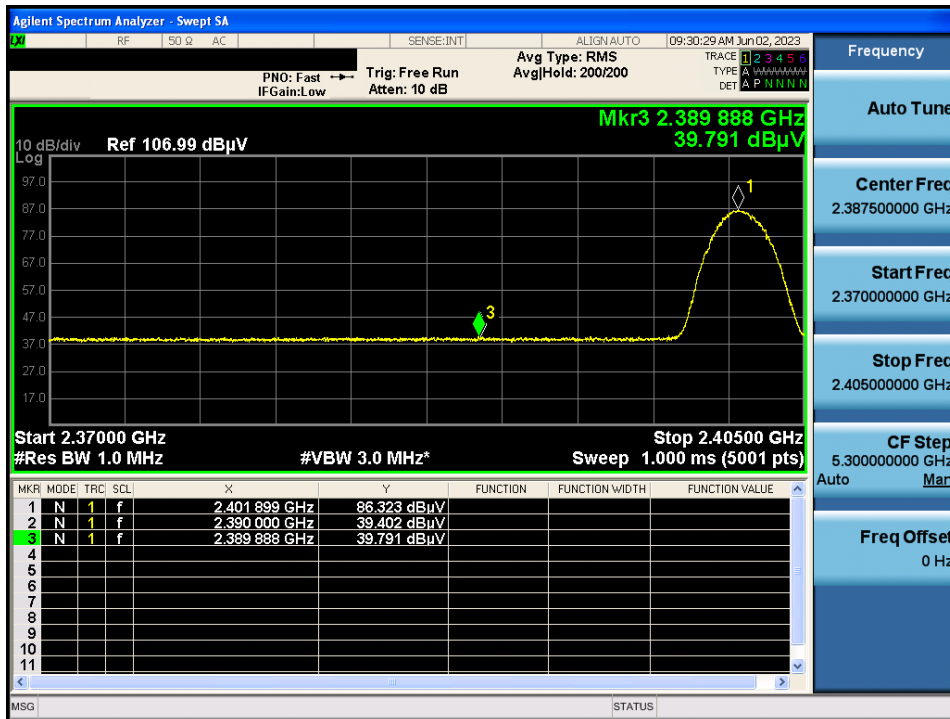 Agilent Spectrum Analyzer - Swept SA
LXI RF 50 Ω AC SENSE:INT ALIGN AUTO 09:30:29 AM Jun 02, 2023
PNO: Fast Trig: Free Run Avg Type: RMS TRACE 1 2 3 4 5 6
IFGain:Low Atten: 10 dB Avg|Hold: 200/200 TYPE A
DET A P N N N N
Mkr3 2.389 888 GHz
39.791 dBµV
10 dB/div Ref 106.99 dBµV
Log
97.0
87.0
77.0
67.0
57.0
47.0
37.0
27.0
17.0
1
3
Start 2.37000 GHz Stop 2.40500 GHz
#Res BW 1.0 MHz #VBW 3.0 MHz* Sweep 1.000 ms (5001 pts)
MKR MODE TRC SCL X Y FUNCTION FUNCTION WIDTH FUNCTION VALUE
1 N 1 f 2.401 899 GHz 86.323 dBµV
2 N 1 f 2.390 000 GHz 39.402 dBµV
3 N 1 f 2.389 888 GHz 39.791 dBµV
4
5
6
7
8
9
10
11
MSG STATUS
Frequency
Auto Tune
Center Freq
2.387500000 GHz
Start Freq
2.370000000 GHz
Stop Freq
2.405000000 GHz
CF Step
5.300000000 GHz
Auto Man
Freq Offset
0 Hz